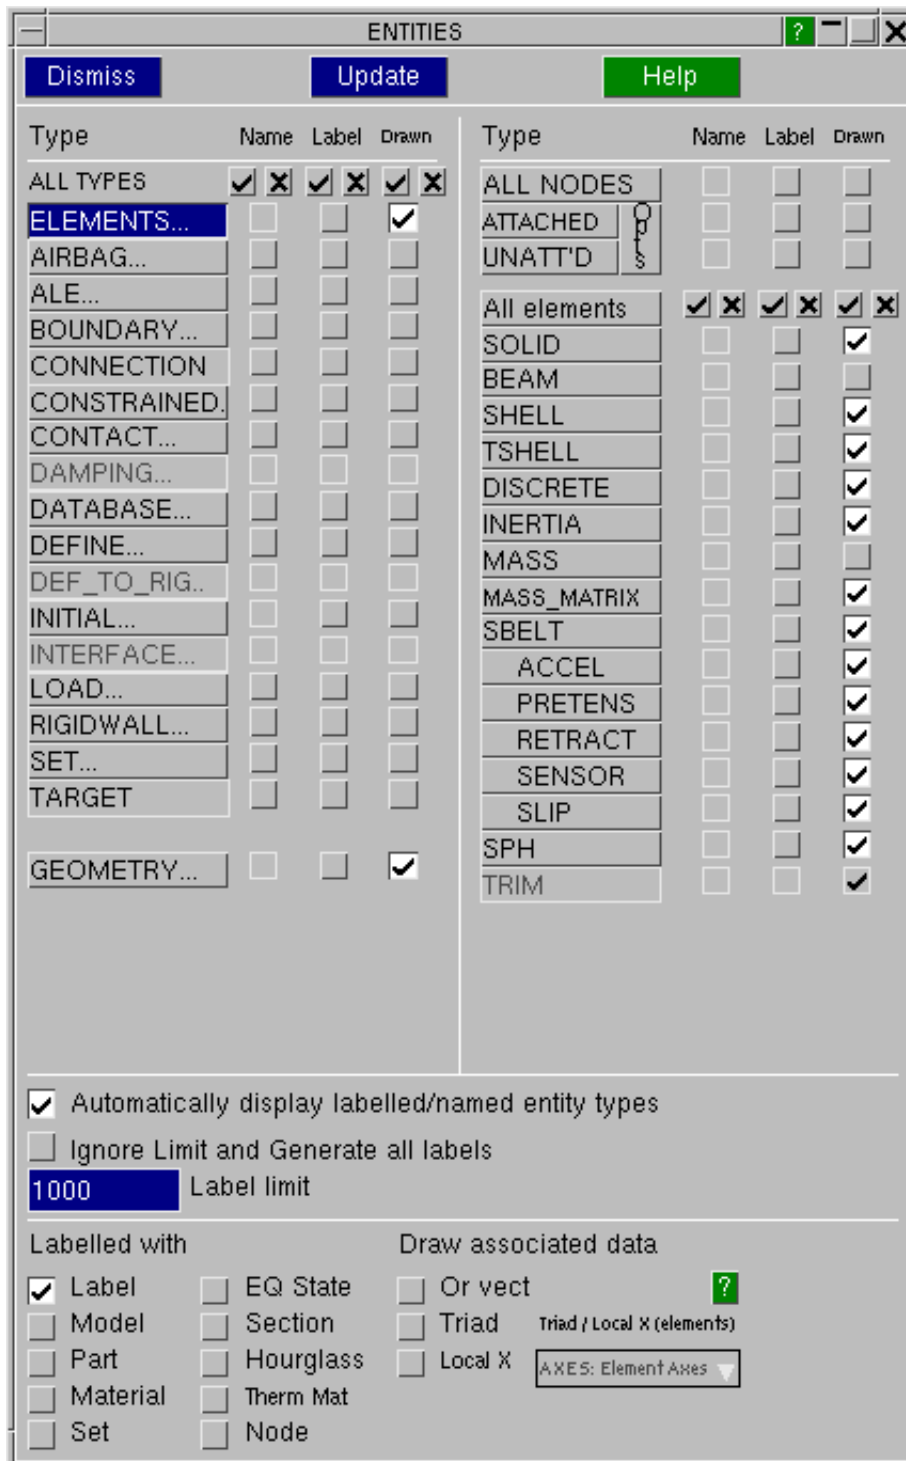 ENTITIES ?
Dismiss Update Help
Type Name Label Drawn
ALL TYPES
ELEMENTS...
AIRBAG...
ALE...
BOUNDARY...
CONNECTION
CONSTRAINED.
CONTACT...
DAMPING...
DATABASE...
DEFINE...
DEF_TO_RIG..
INITIAL...
INTERFACE...
LOAD...
RIGIDWALL...
SET...
TARGET
GEOMETRY...
Type Name Label Drawn
ALL NODES
ATTACHED
UNATT'D
All elements
SOLID
BEAM
SHELL
TSHELL
DISCRETE
INERTIA
MASS
MASS_MATRIX
SBELT
ACCEL
PRETENS
RETRACT
SENSOR
SLIP
SPH
TRIM
Automatically display labelled/named entity types
Ignore Limit and Generate all labels
1000 Label limit
Labelled with
Label EQ State
Model Section
Part Hourglass
Material Therm Mat
Set Node
Draw associated data
Or vect ?
Triad Triad / Local X (elements)
Local X AXES: Element Axes